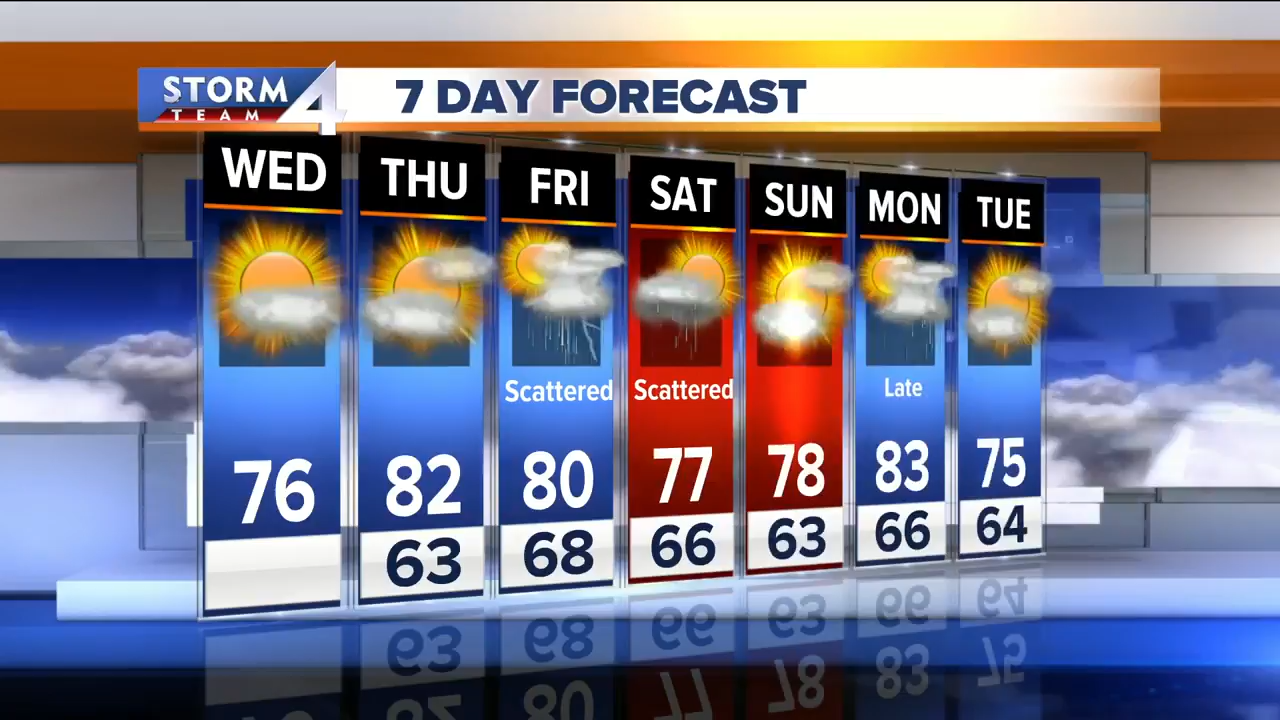 STORM
TEAM 4
7 DAY FORECAST
WED THU FRI SAT SUN MON TUE
Scattered Scattered Late
76 82 80 77 78 83 75
63 68 66 63 66 64